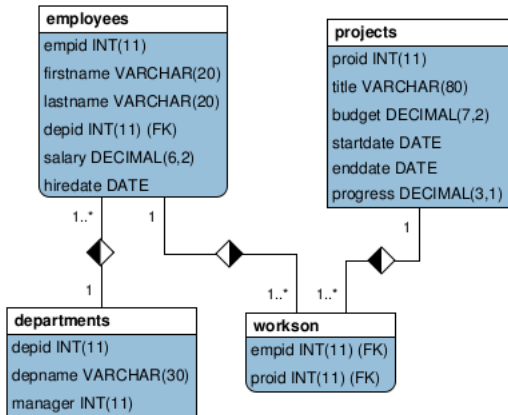 employees
empid INT(11)
firstname VARCHAR(20)
lastname VARCHAR(20)
depid INT(11) (FK)
salary DECIMAL(6,2)
hiredate DATE
projects
proid INT(11)
title VARCHAR(80)
budget DECIMAL(7,2)
startdate DATE
enddate DATE
progress DECIMAL(3,1)
1..*
1
1
1
1..*
1..*
departments
depid INT(11)
depname VARCHAR(30)
manager INT(11)
workson
empid INT(11) (FK)
proid INT(11) (FK)